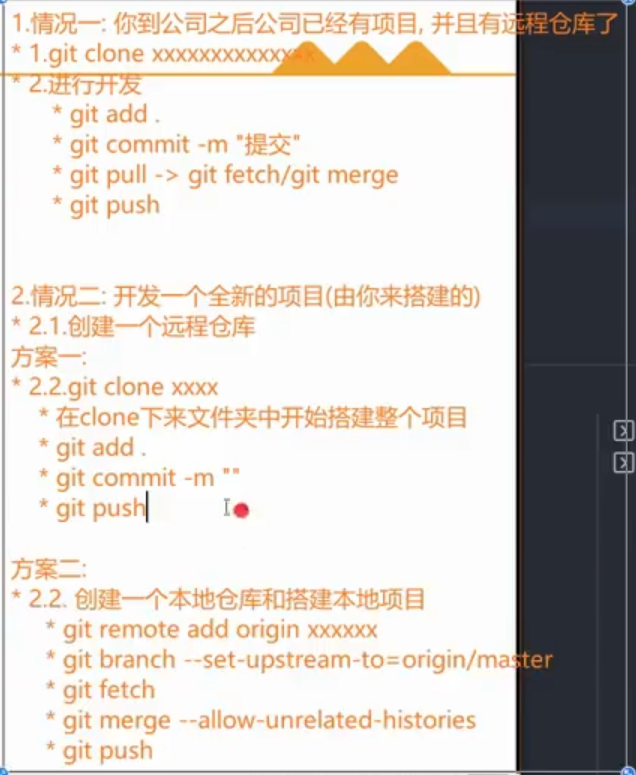 1.情况一: 你到公司之后公司已经有项目, 并且有远程仓库了
* 1.git clone xxxxxxxxxxxxxx
* 2.进行开发
* git add .
* git commit -m "提交"
* git pull -> git fetch/git merge
* git push
2.情况二: 开发一个全新的项目(由你来搭建的)
* 2.1.创建一个远程仓库
方案一:
* 2.2.git clone xxxx
* 在clone下来文件夹中开始搭建整个项目
* git add .
* git commit -m ""
* git push
方案二:
* 2.2. 创建一个本地仓库和搭建本地项目
* git remote add origin xxxxxx
* git branch --set-upstream-to=origin/master
* git fetch
* git merge --allow-unrelated-histories
* git push